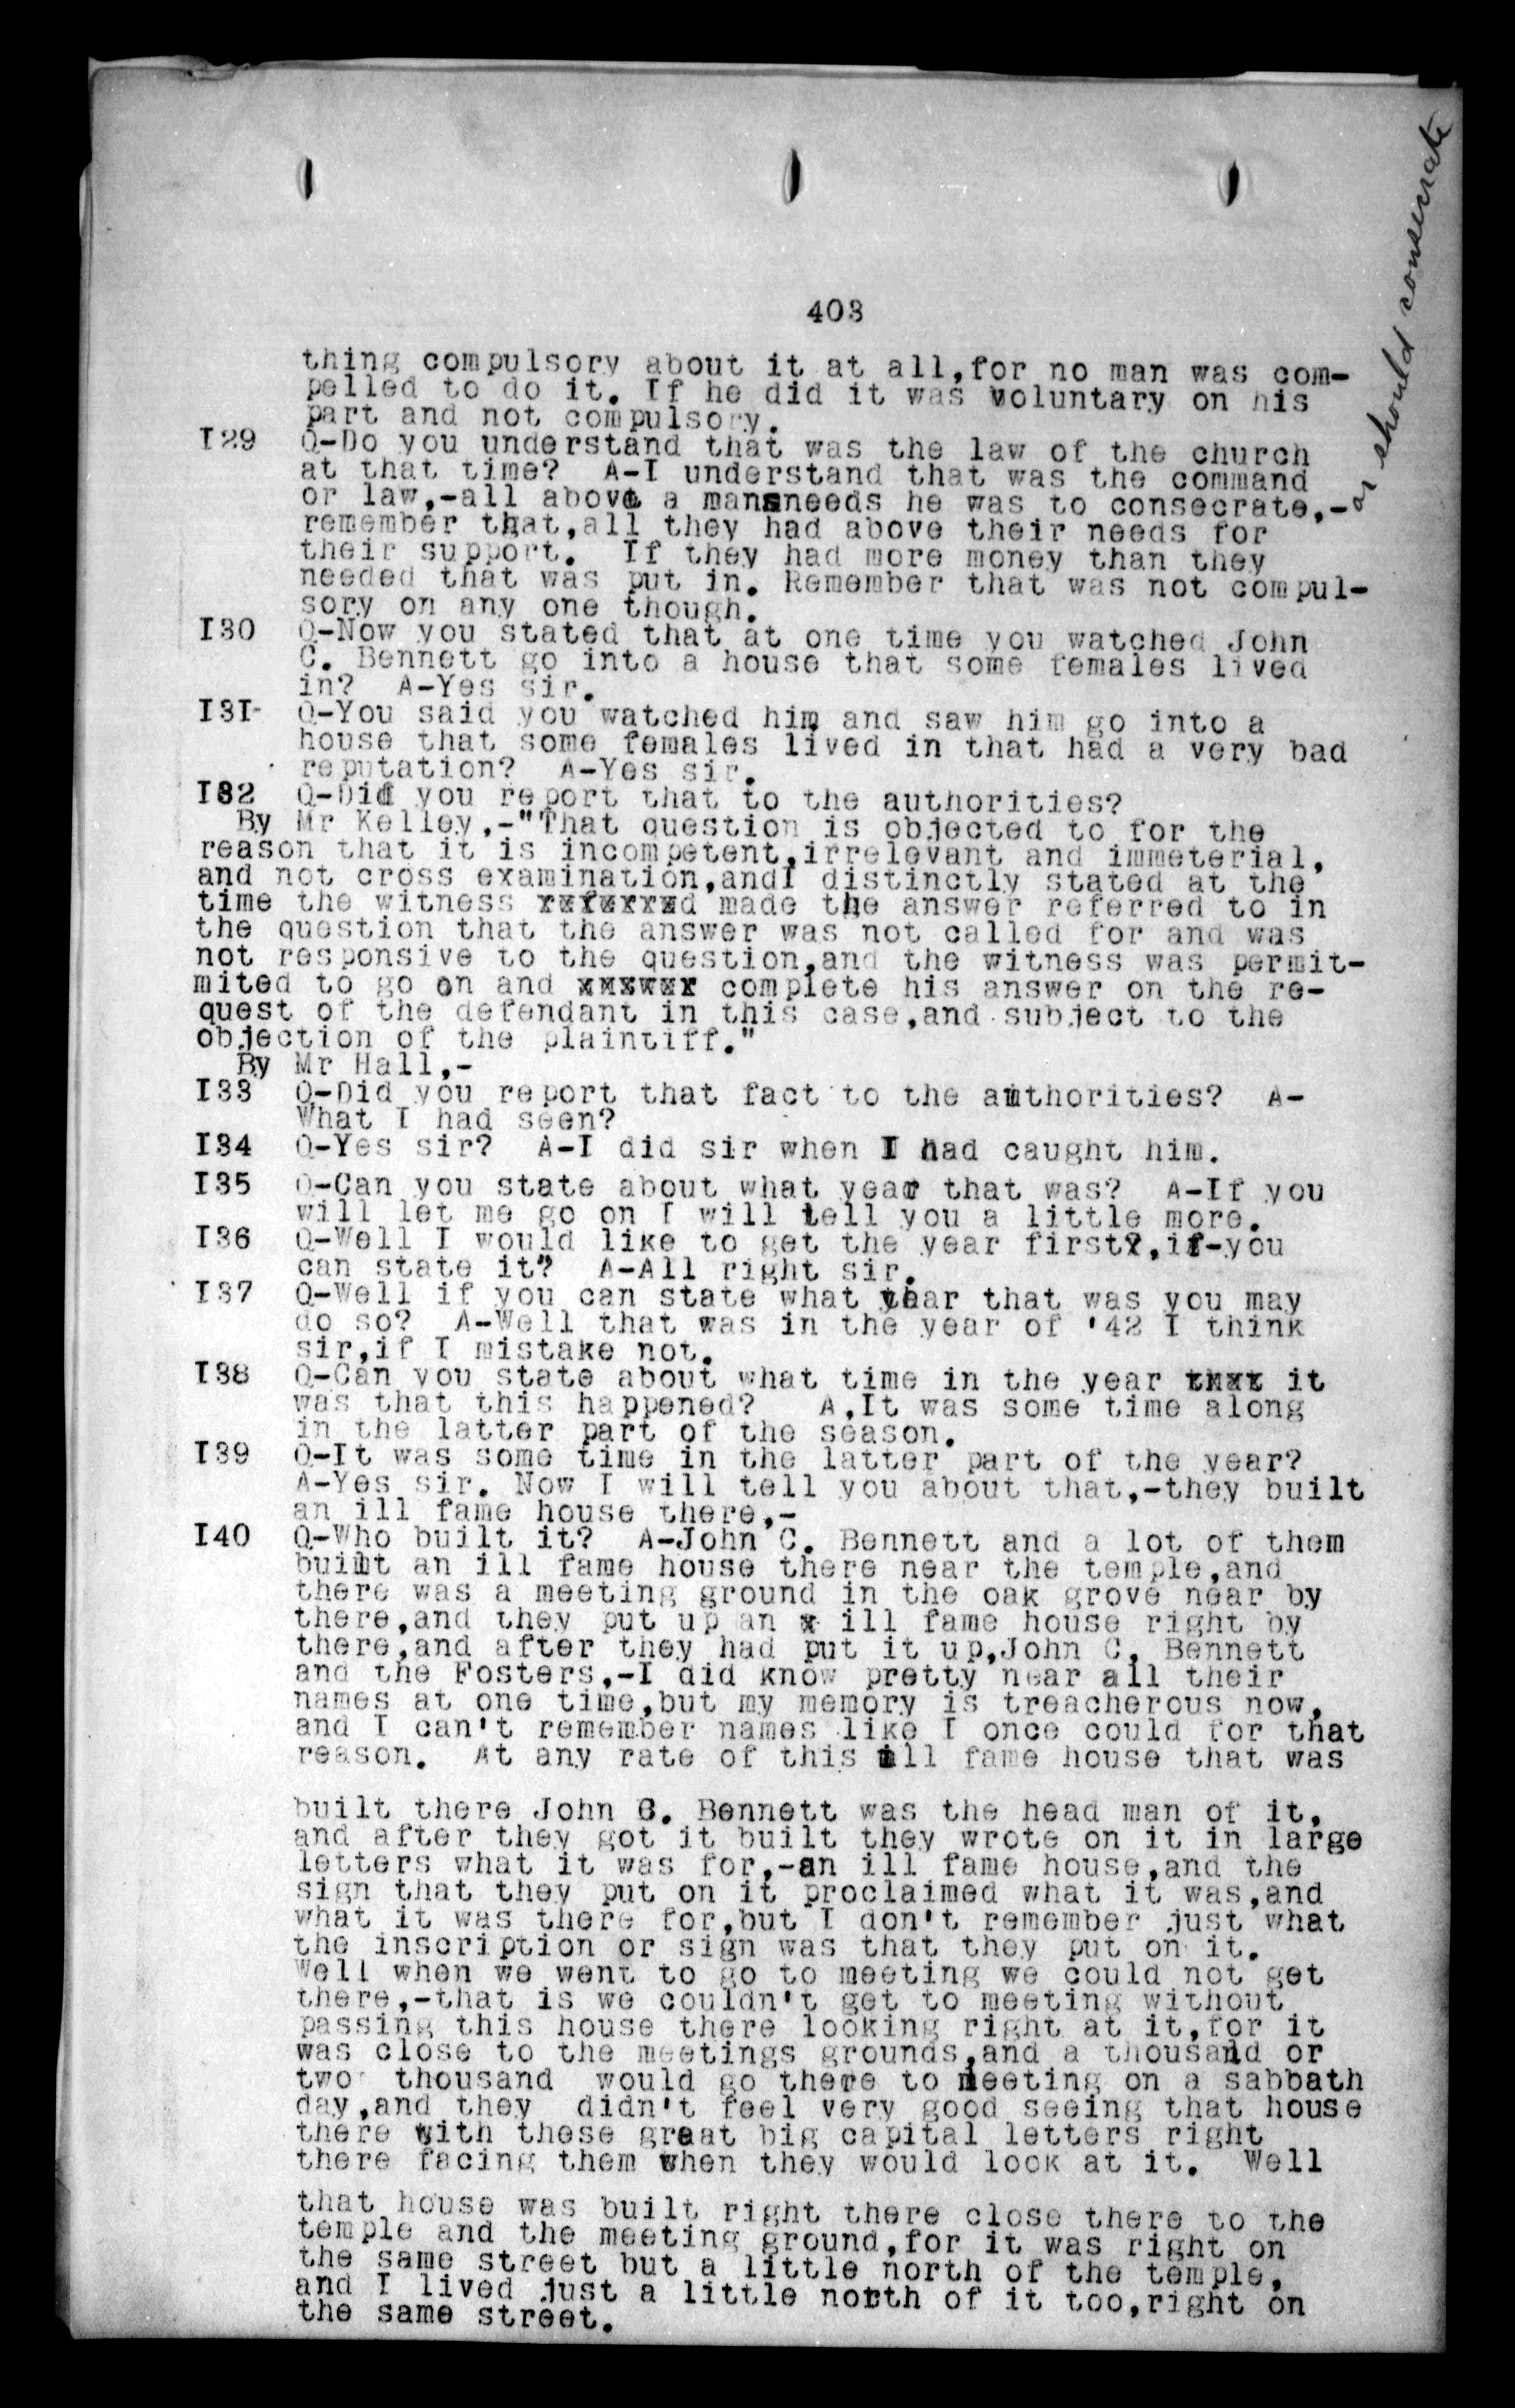 403
thing compulsory about it at all,for no man was com-
pelled to do it. If he did it was voluntary on his
part and not compulsory.
I29 Q-Do you understand that was the law of the church
at that time? A-I understand that was the command
or law,-all above a mans needs he was to consecrate,-
or should consecrate
remember that,all they had above their needs for
their support. If they had more money than they
needed that was put in. Remember that was not compul-
sory on any one though.
I30 Q-Now you stated that at one time you watched John
C. Bennett go into a house that some females lived
in? A-Yes sir.
I3I- Q-You said you watched him and saw him go into a
house that some females lived in that had a very bad
reputation? A-Yes sir.
I32 Q-Did you report that to the authorities?
By Mr Kelley,-"That question is objected to for the
reason that it is incompetent,irrelevant and immeterial,
and not cross examination,andI distinctly stated at the
time the witness xxfxrrxd made the answer referred to in
the question that the answer was not called for and was
not responsive to the question,and the witness was permit-
mited to go on and xxxwxr complete his answer on the re-
quest of the defendant in this case,and subject to the
objection of the plaintiff."
By Mr Hall,-
I33 Q-Did you report that fact to the authorities? A-
What I had seen?
I34 Q-Yes sir? A-I did sir when I had caught him.
I35 Q-Can you state about what year that was? A-If you
will let me go on I will tell you a little more.
I36 Q-Well I would like to get the year first?,if-you
can state it? A-All right sir.
I37 Q-Well if you can state what year that was you may
do so? A-Well that was in the year of '42 I think
sir,if I mistake not.
I38 Q-Can you state about what time in the year txxt it
was that this happened? A,It was some time along
in the latter part of the season.
I39 Q-It was some time in the latter part of the year?
A-Yes sir. Now I will tell you about that,-they built
an ill fame house there,-
I40 Q-Who built it? A-John C. Bennett and a lot of them
built an ill fame house there near the temple,and
there was a meeting ground in the oak grove near by
there,and they put up an x ill fame house right by
there,and after they had put it up,John C. Bennett
and the Fosters,-I did know pretty near all their
names at one time,but my memory is treacherous now,
and I can't remember names like I once could for that
reason. At any rate of this ill fame house that was
built there John C. Bennett was the head man of it,
and after they got it built they wrote on it in large
letters what it was for,-an ill fame house,and the
sign that they put on it proclaimed what it was,and
what it was there for,but I don't remember just what
the inscription or sign was that they put on it.
Well when we went to go to meeting we could not get
there,-that is we couldn't get to meeting without
passing this house there looking right at it,for it
was close to the meetings grounds,and a thousand or
two thousand would go there to meeting on a sabbath
day,and they didn't feel very good seeing that house
there with these great big capital letters right
there facing them when they would look at it. Well
that house was built right there close there to the
temple and the meeting ground,for it was right on
the same street but a little north of the temple,
and I lived just a little north of it too,right on
the same street.